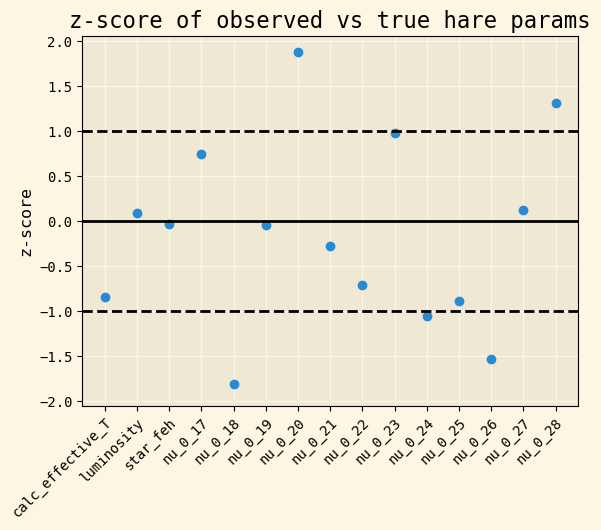 z-score of observed vs true hare params
z-score
2.0
1.5
1.0
0.5
0.0
−0.5
−1.0
−1.5
−2.0
calc_effective_T
luminosity
star_feh
nu_0_17
nu_0_18
nu_0_19
nu_0_20
nu_0_21
nu_0_22
nu_0_23
nu_0_24
nu_0_25
nu_0_26
nu_0_27
nu_0_28